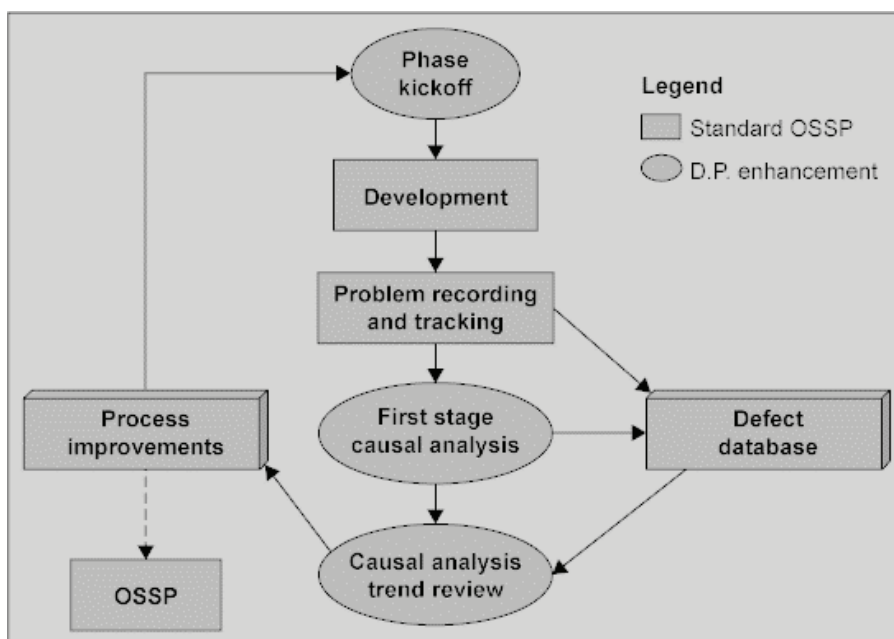 Phase
kickoff
Legend
Standard OSSP
D.P. enhancement
Development
Problem recording
and tracking
Process
improvements
First stage
causal analysis
Defect
database
OSSP
Causal analysis
trend review